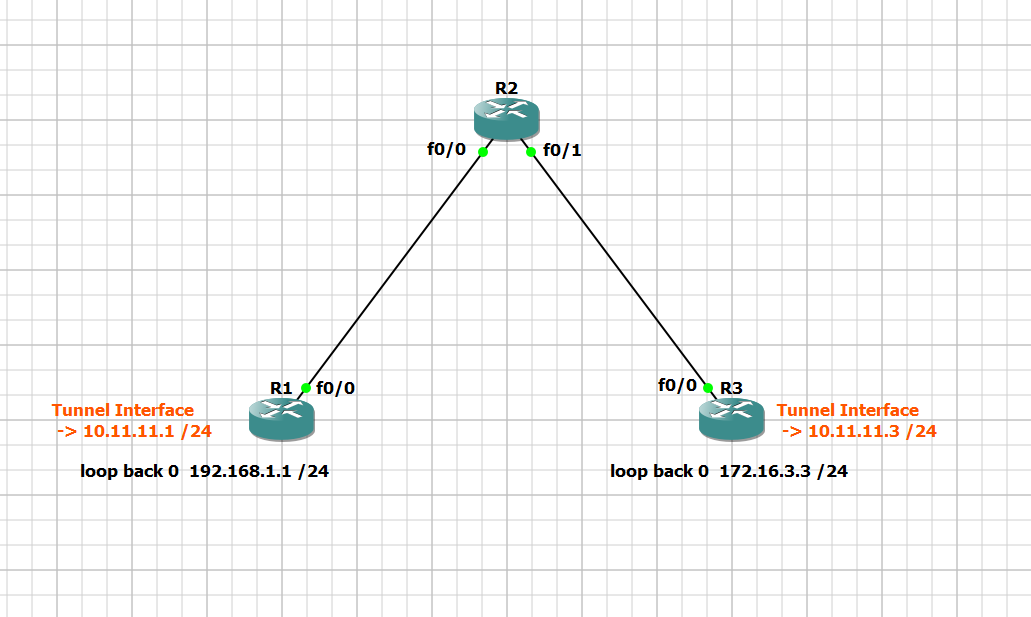 R2
f0/0
f0/1
R1
f0/0
f0/0
R3
Tunnel Interface
-> 10.11.11.1 /24
Tunnel Interface
-> 10.11.11.3 /24
loop back 0  192.168.1.1 /24
loop back 0  172.16.3.3 /24